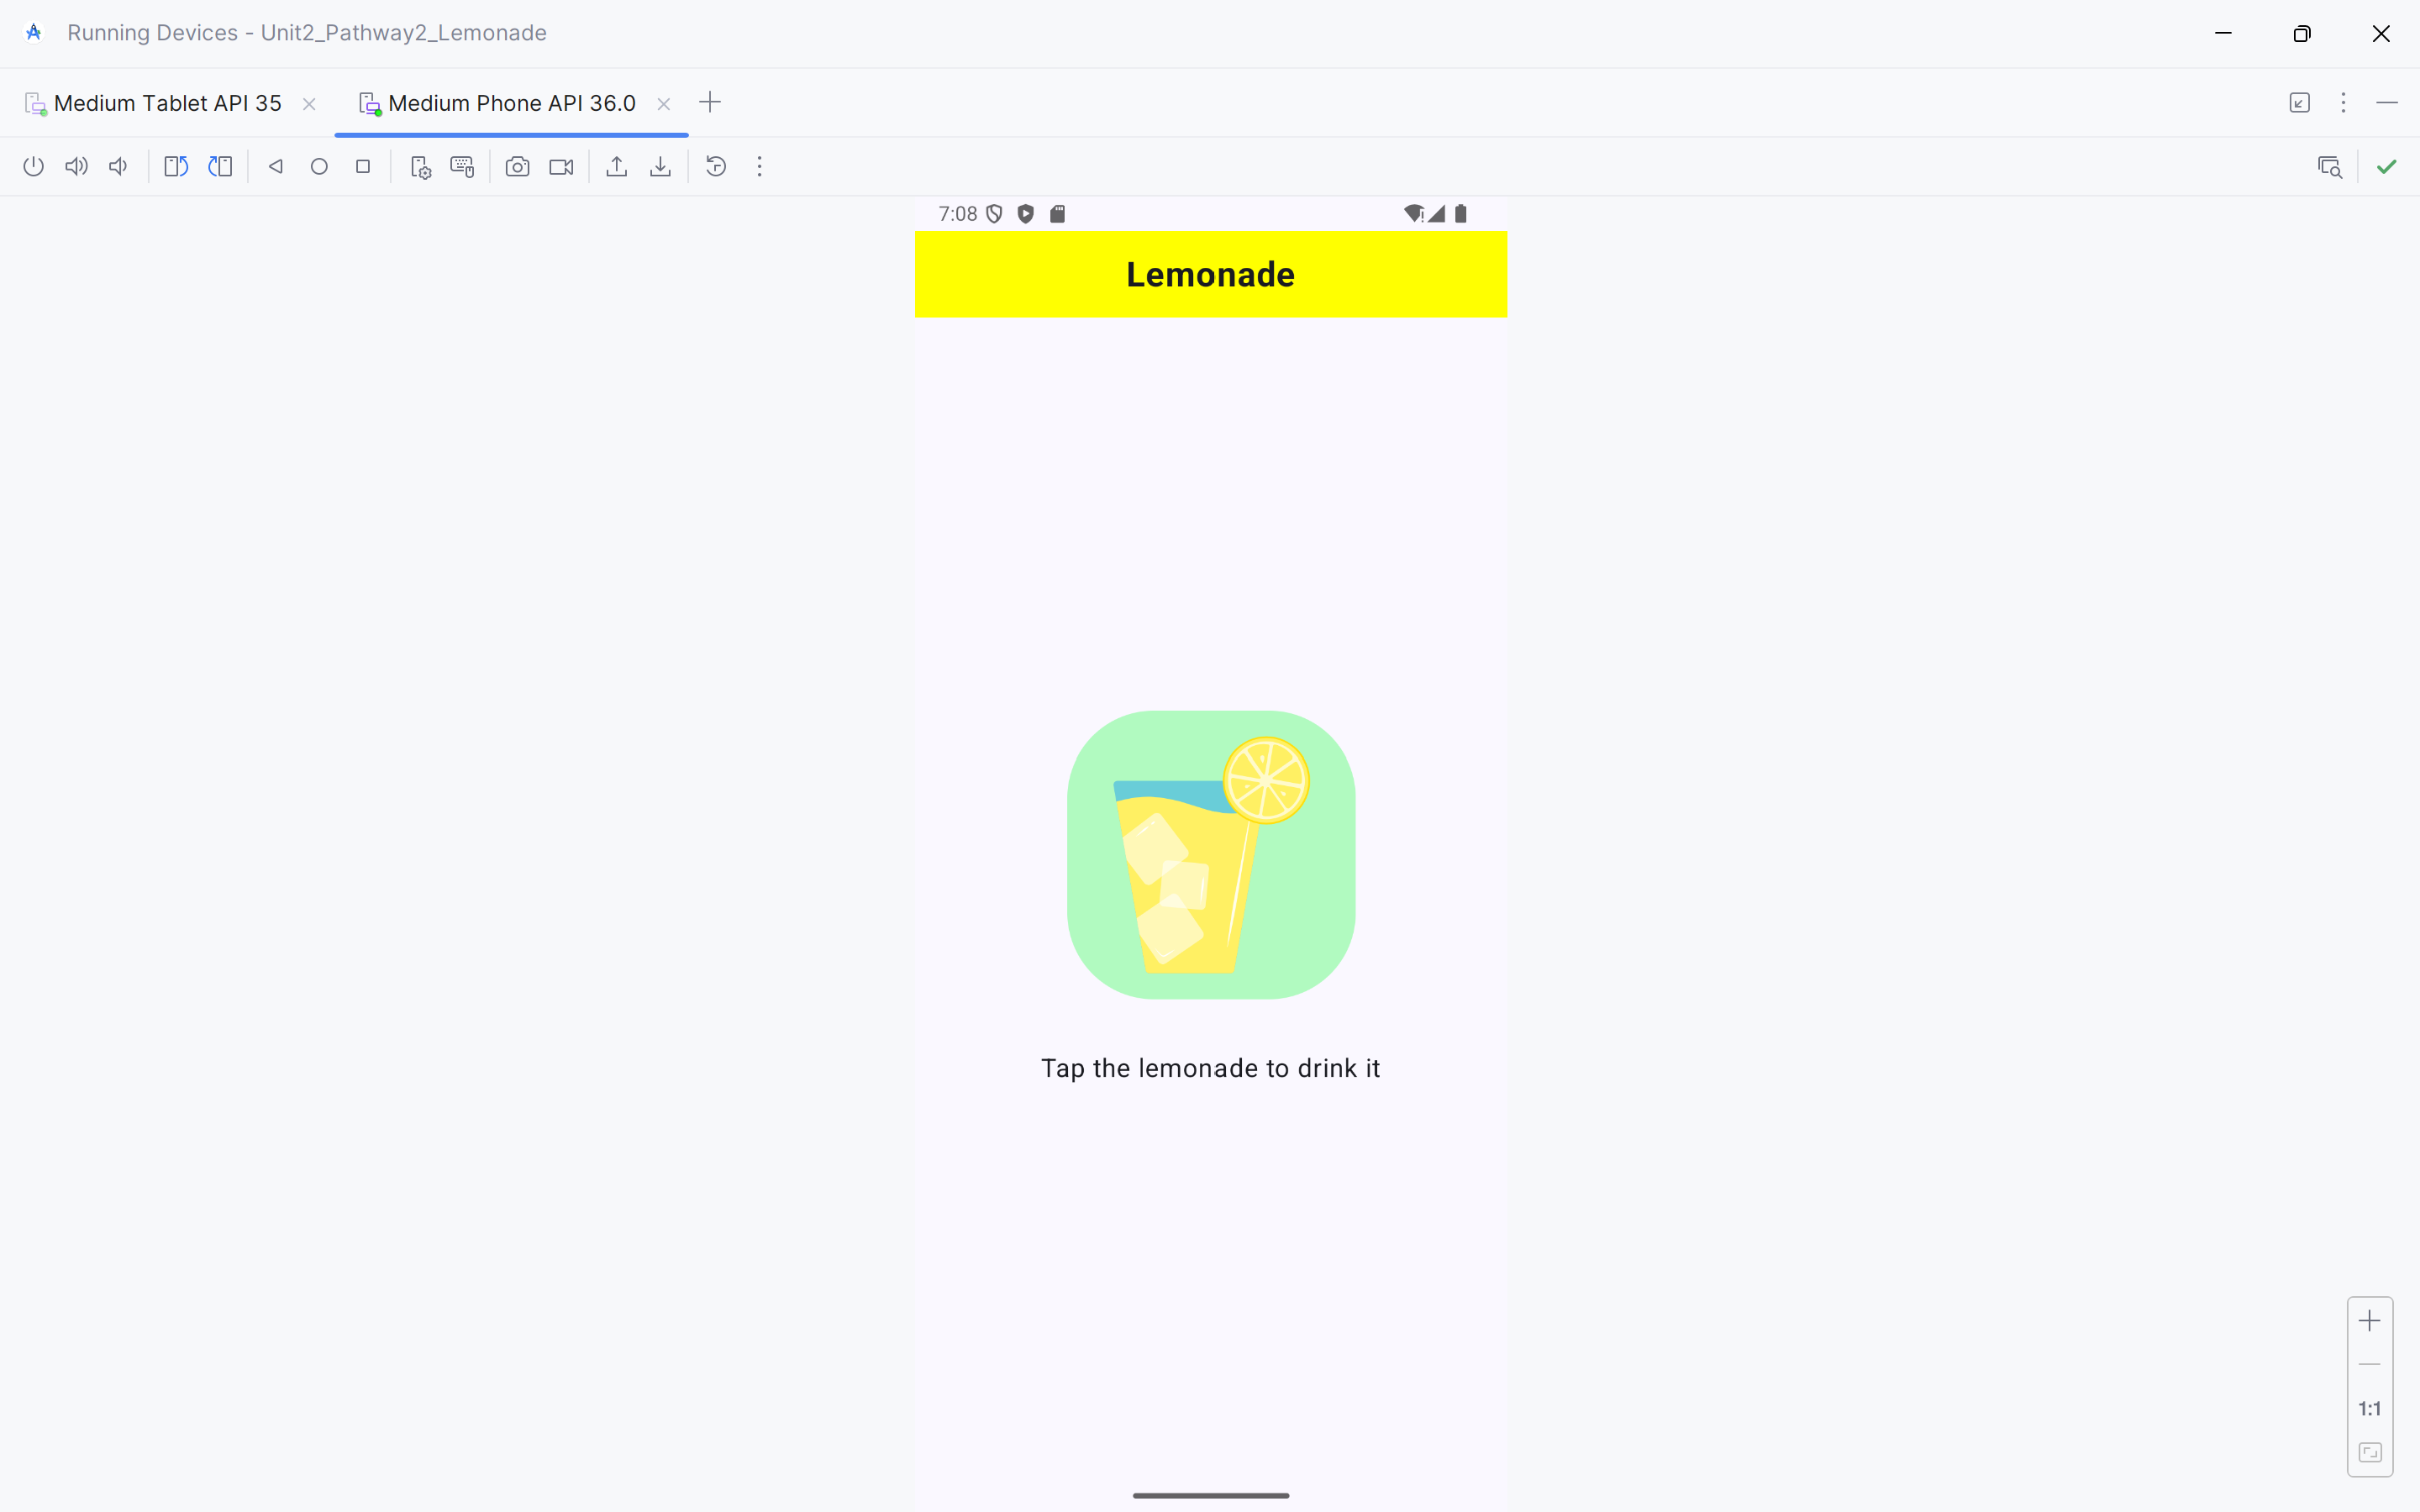 Running Devices - Unit2_Pathway2_Lemonade
Medium Tablet API 35
Medium Phone API 36.0
7:08
Lemonade
Tap the lemonade to drink it
1:1